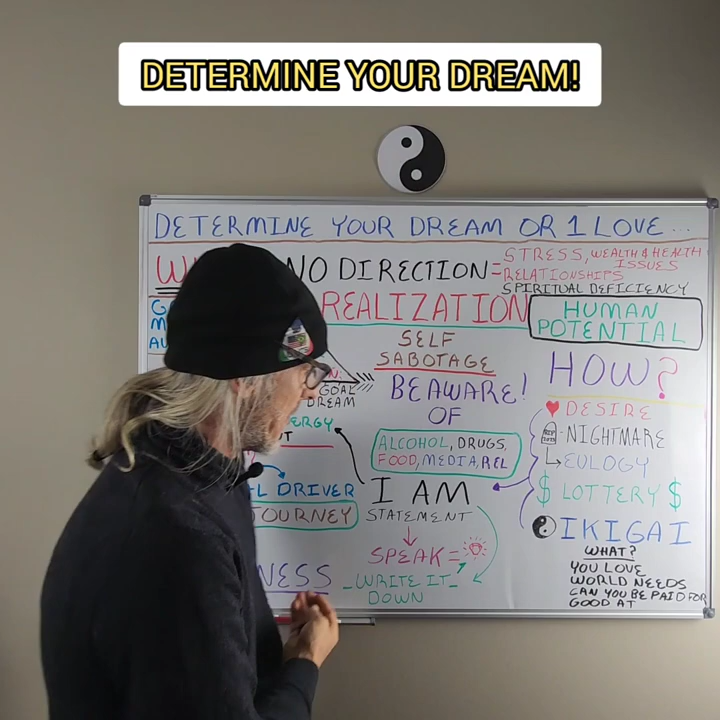 DETERMINE YOUR DREAM!
DETERMINE YOUR DREAM OR 1 LOVE...
NO DIRECTION =
STRESS, WEALTH & HEALTH
ISSUES
RELATIONSHIPS
SPIRITUAL DEFICIENCY
REALIZATION
HUMAN
POTENTIAL
SELF
SABOTAGE
GOAL
DREAM
BEAWARE!
OF
ALCOHOL, DRUGS,
FOOD, MEDIA, REL
HOW?
DESIRE
NIGHTMARE
EULOGY
$ LOTTERY $
IKIGAI
WHAT?
YOU LOVE
WORLD NEEDS
CAN YOU BE PAID FOR
GOOD AT
DRIVER
JOURNEY
I AM
STATEMENT
SPEAK =
WRITE IT
DOWN
NESS